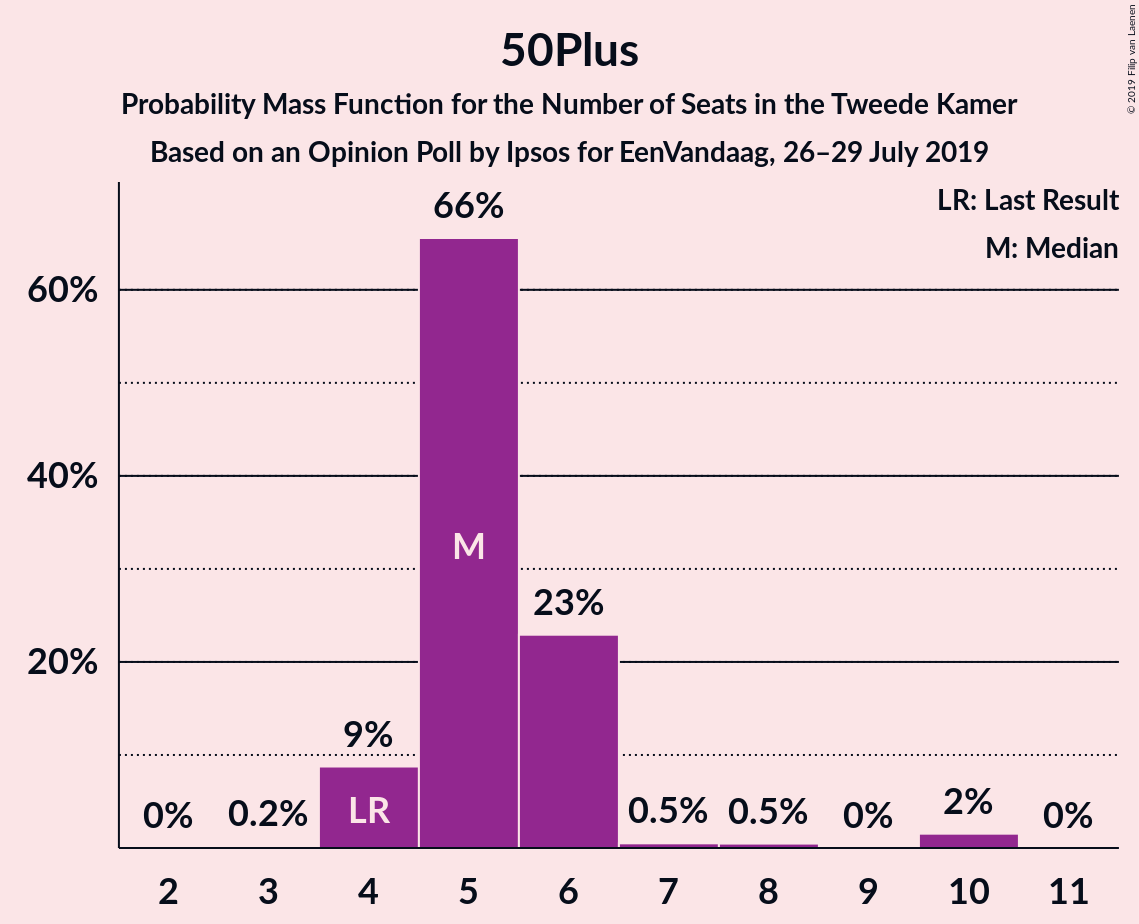 50Plus
Probability Mass Function for the Number of Seats in the Tweede Kamer
Based on an Opinion Poll by Ipsos for EenVandaag, 26–29 July 2019
© 2019 Filip van Laenen
LR: Last Result
M: Median
60%
40%
20%
0%
0.2%
9%
66%
23%
0.5%
0.5%
0%
2%
0%
LR
M
2 3 4 5 6 7 8 9 10 11